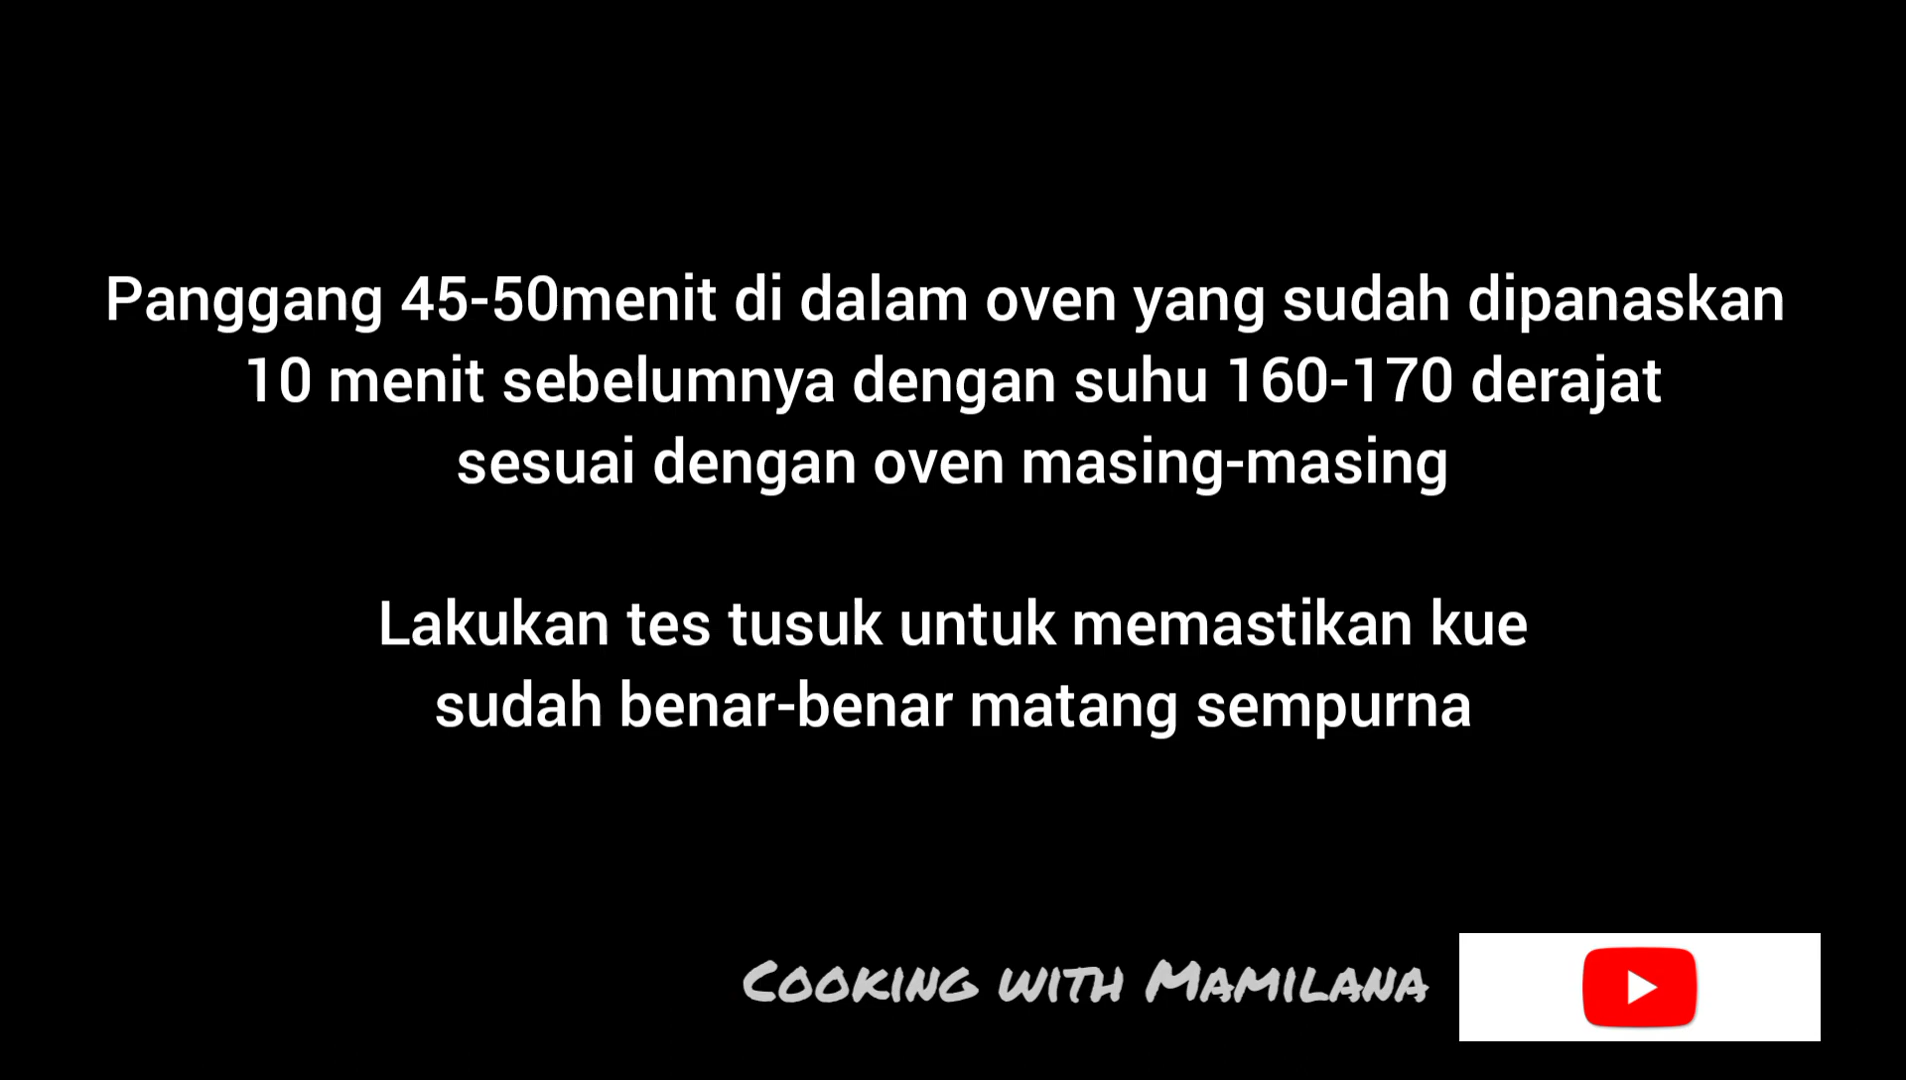 Panggang 45-50menit di dalam oven yang sudah dipanaskan
10 menit sebelumnya dengan suhu 160-170 derajat
sesuai dengan oven masing-masing
Lakukan tes tusuk untuk memastikan kue
sudah benar-benar matang sempurna
Cooking with Mamilana